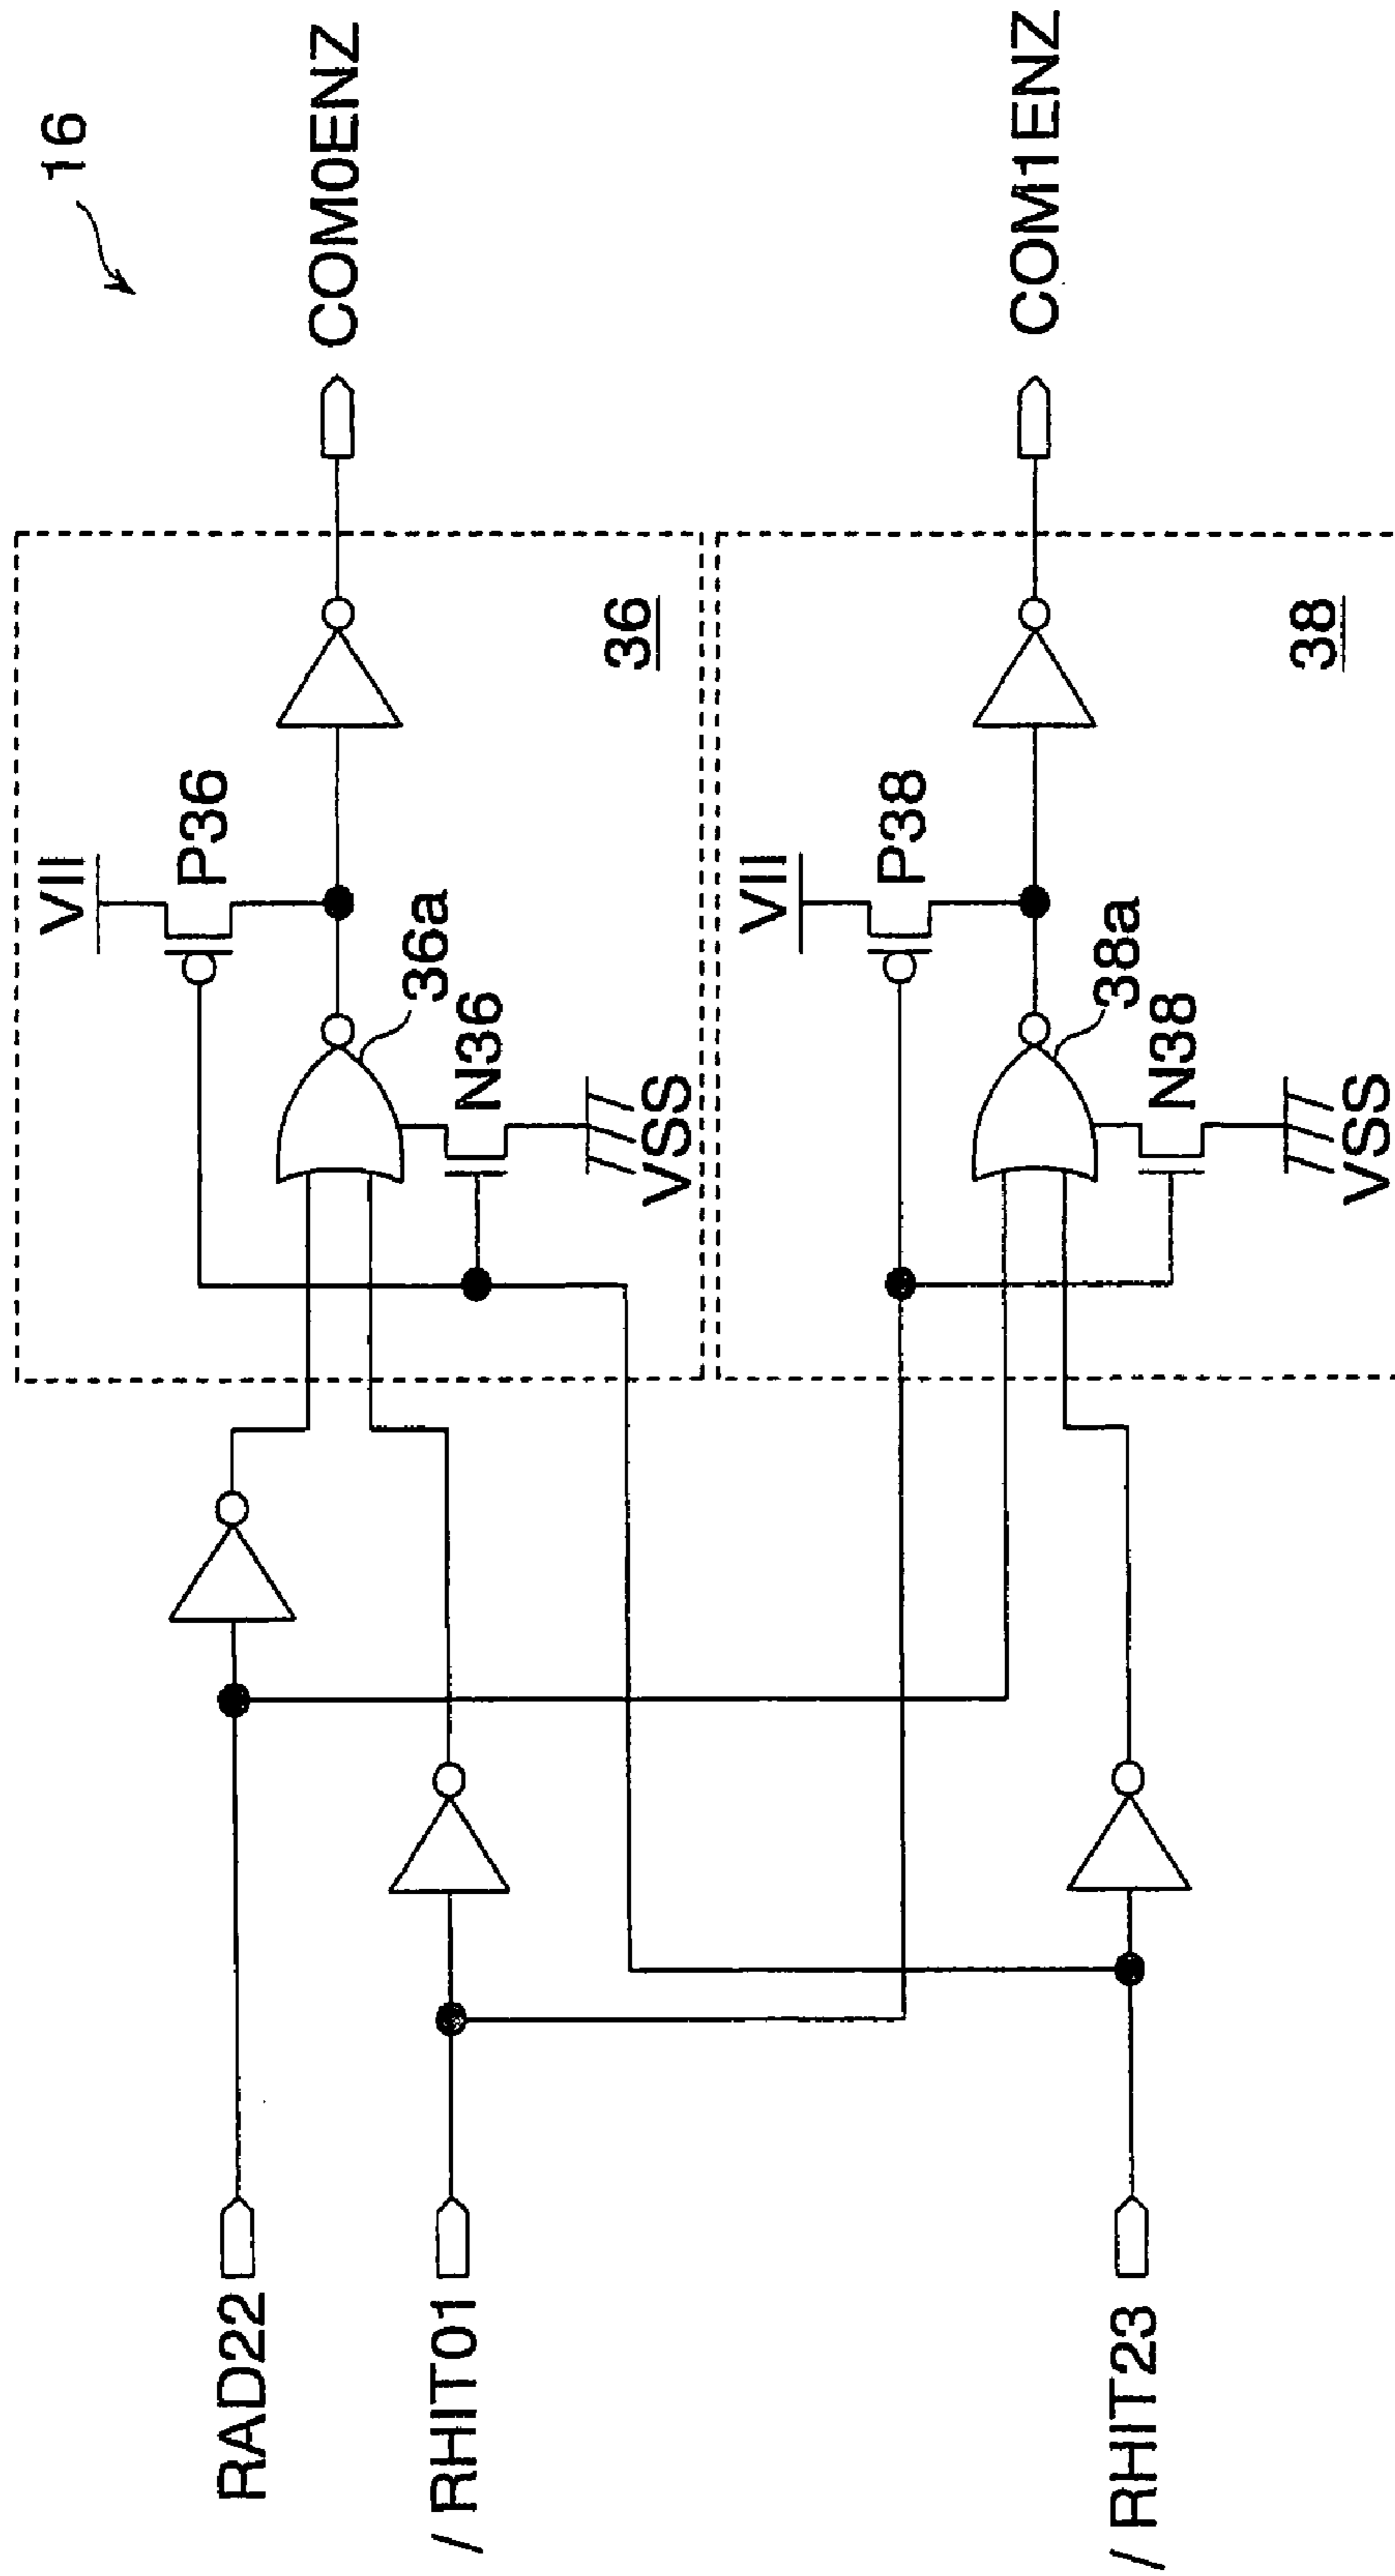 16
RAD22
/RHIT01
/RHIT23
VII
P36
36a
N36
VSS
36
COM0ENZ
VII
P38
38a
N38
VSS
38
COM1ENZ